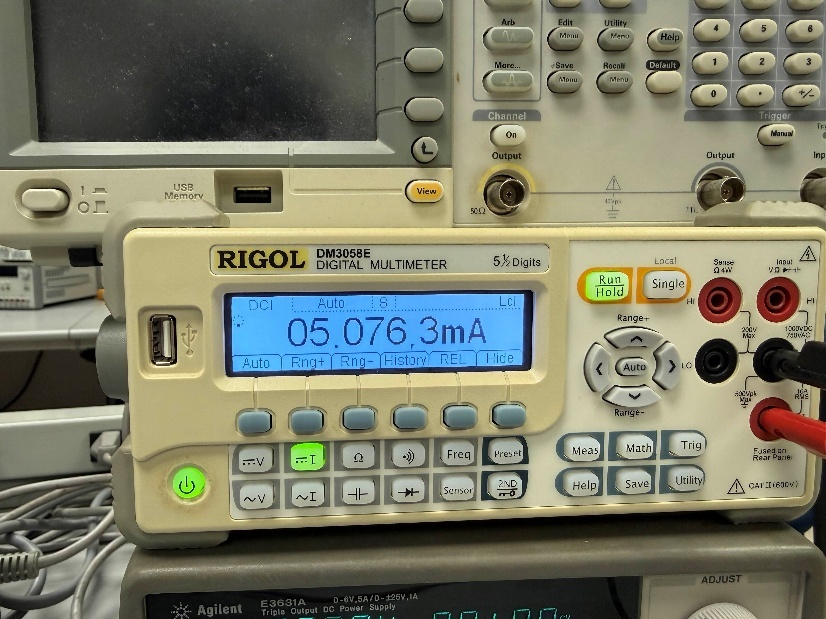 Arb
Edit
Utility
Menu
Menu
Help
4
5
6
More...
Save
Recall
Default
Menu
Menu
1
2
3
0
.
+/−
Channel
On
Output
50Ω
Trigger
Manual
Output
USB
Memory
View
RIGOL
DM3058E
DIGITAL MULTIMETER
5½ Digits
DCI
Auto
S
Lci
05.076,3mA
Auto
Rng+
Rng−
History
REL
Hide
Run
Hold
Local
Single
Range+
Auto
Range−
Sense
Ω 4W
Input
HI
HI
200V
Max
1000VDC
750VAC
LO
500Vpk
Max
10A
RMS
Fused on
Rear Panel
V
I
Ω
Freq
Preset
V
I
Sensor
2ND
Meas
Math
Trig
Help
Save
Utility
CAT II (600V)
Agilent
E3631A
0-6V,5A/0-±25V,1A
Triple Output DC Power Supply
ADJUST